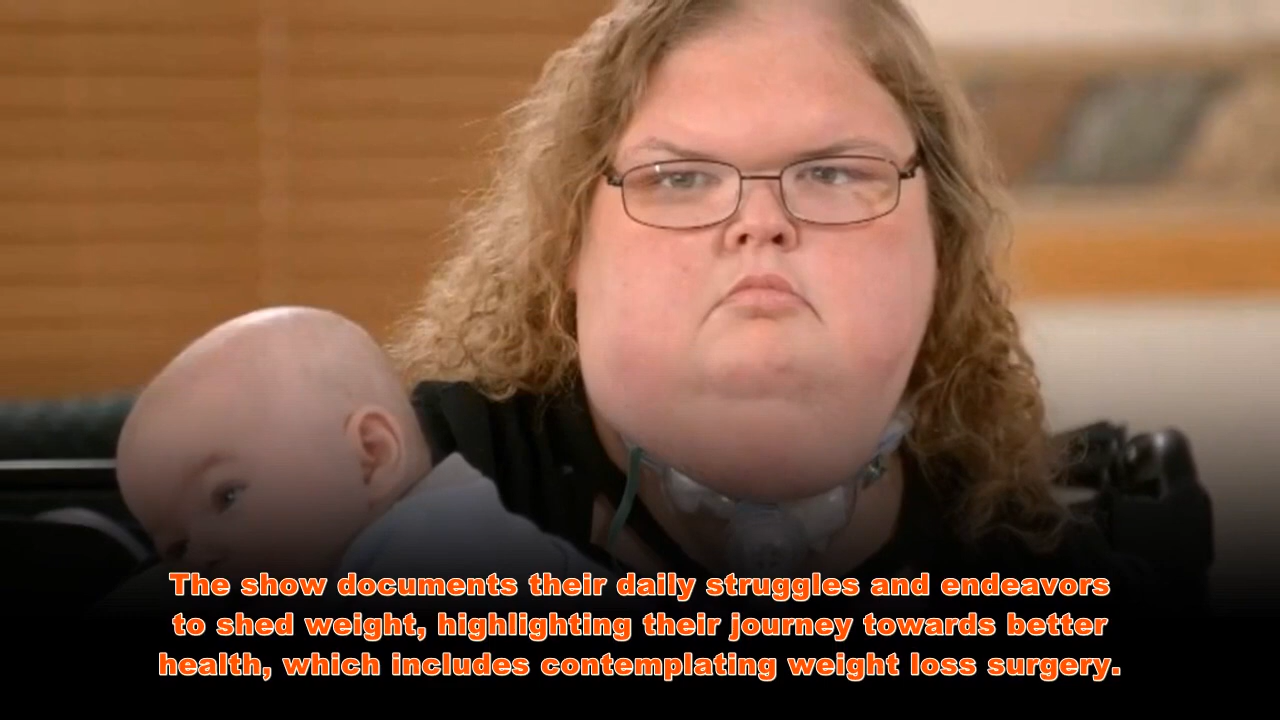 The show documents their daily struggles and endeavors
to shed weight, highlighting their journey towards better
health, which includes contemplating weight loss surgery.